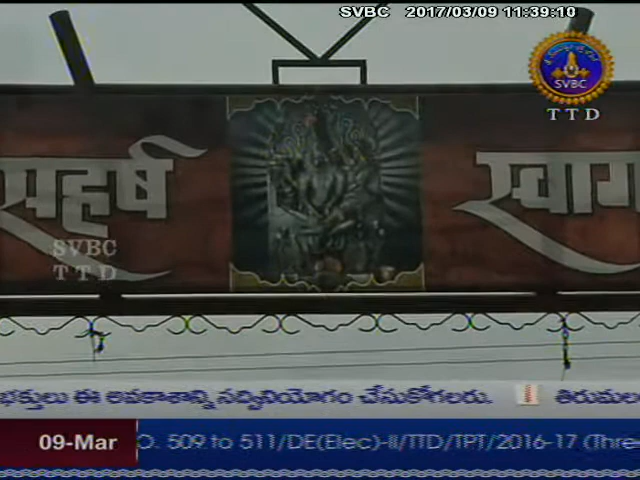 SVBC 2017/03/09 11:39:10
SVBC
TTD
सहर्ष
SVBC
TTD
భక్తులు ఈ అవకాశాన్ని సద్వినియోగం చేసుకోగలరు.
09-Mar
O. 509 to 511/DE(Elec)-II/TTD/TPT/2016-17 (Three